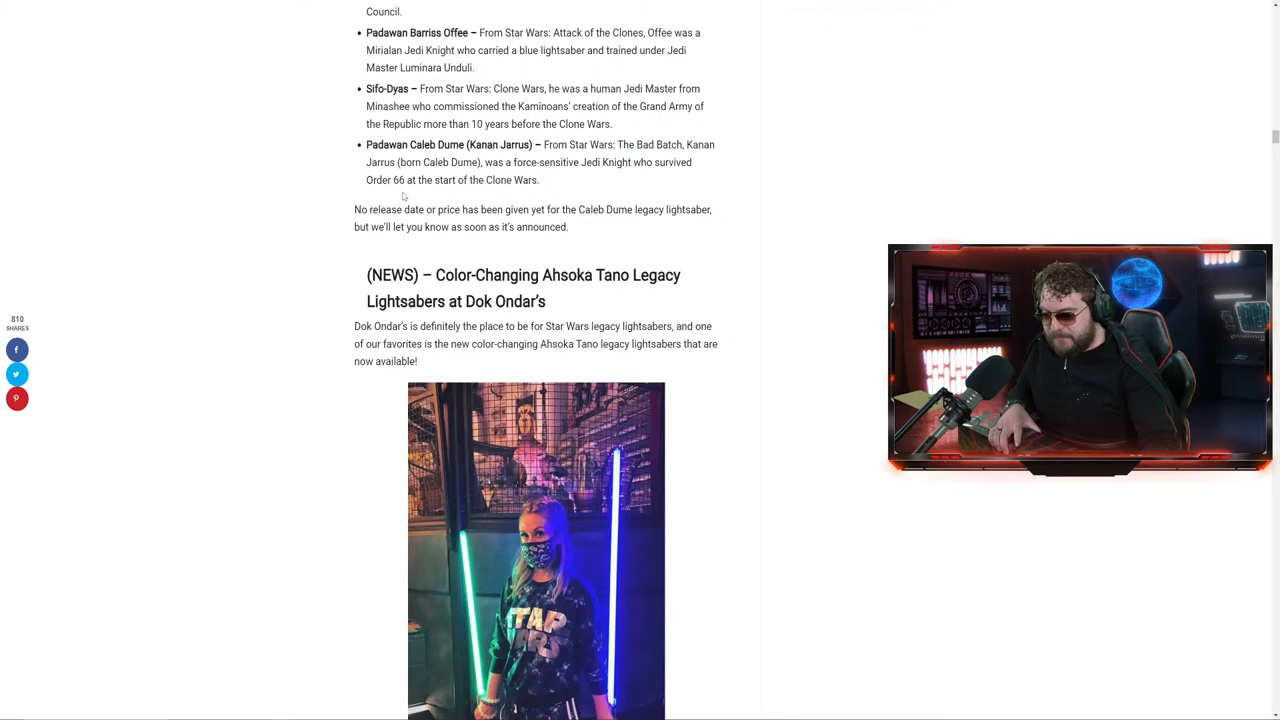 Council.
Padawan Barriss Offee – From Star Wars: Attack of the Clones, Offee was a
Mirialan Jedi Knight who carried a blue lightsaber and trained under Jedi
Master Luminara Unduli.
Sifo-Dyas – From Star Wars: Clone Wars, he was a human Jedi Master from
Minashee who commissioned the Kaminoans' creation of the Grand Army of
the Republic more than 10 years before the Clone Wars.
Padawan Caleb Dume (Kanan Jarrus) – From Star Wars: The Bad Batch, Kanan
Jarrus (born Caleb Dume), was a force-sensitive Jedi Knight who survived
Order 66 at the start of the Clone Wars.
No release date or price has been given yet for the Caleb Dume legacy lightsaber,
but we'll let you know as soon as it's announced.
(NEWS) – Color-Changing Ahsoka Tano Legacy
Lightsabers at Dok Ondar's
810
SHARES
Dok Ondar's is definitely the place to be for Star Wars legacy lightsabers, and one
of our favorites is the new color-changing Ahsoka Tano legacy lightsabers that are
now available!
STAR
WARS